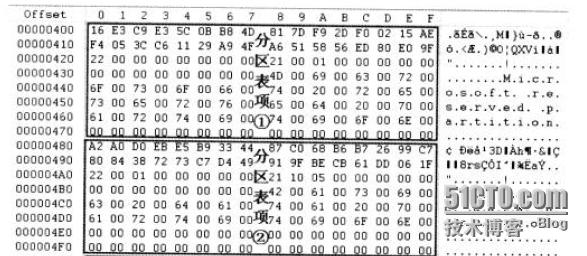 Offset 0 1 2 3 4 5 6 7 8 9 A B C D E F
00000400 16 E3 C9 E3 5C 0B B8 4D 81 7D F9 2D F0 02 15 AE
00000410 F4 05 3C C6 11 29 A9 4F A6 51 58 56 ED 80 E0 9F
00000420 22 00 00 00 00 00 00 00 21 00 01 00 00 00 00 00
00000430 00 00 00 00 00 00 00 00 4D 00 69 00 63 00 72 00 ........M.i.c.r.
00000440 6F 00 73 00 6F 00 66 00 74 00 20 00 72 00 65 00 o.s.o.f.t. .r.e.
00000450 73 00 65 00 72 00 76 00 65 00 64 00 20 00 70 00 s.e.r.v.e.d. .p.
00000460 61 00 72 00 74 00 69 00 74 00 69 00 6F 00 6E 00 a.r.t.i.t.i.o.n.
00000470 00 00 00 00 00 00 00 00 00 00 00 00 00 00 00 00 ................
分区表项①
00000480 A2 A0 D0 EB E5 B9 33 44 87 C0 68 B6 B7 26 99 C7
00000490 80 84 38 72 73 C7 D4 49 91 9F BE CB 61 DD 06 1F
000004A0 22 00 01 00 00 00 00 00 21 10 05 00 00 00 00 00
000004B0 00 00 00 00 00 00 00 00 42 00 61 00 73 00 69 00
000004C0 63 00 20 00 64 00 61 00 74 00 61 00 20 00 70 00
000004D0 61 00 72 00 74 00 69 00 74 00 69 00 6F 00 6E 00
000004E0 00 00 00 00 00 00 00 00 00 00 00 00 00 00 00 00
000004F0 00 00 00 00 00 00 00 00 00 00 00 00 00 00 00 00
分区表项②
51CTO.com
技术博客 Blog